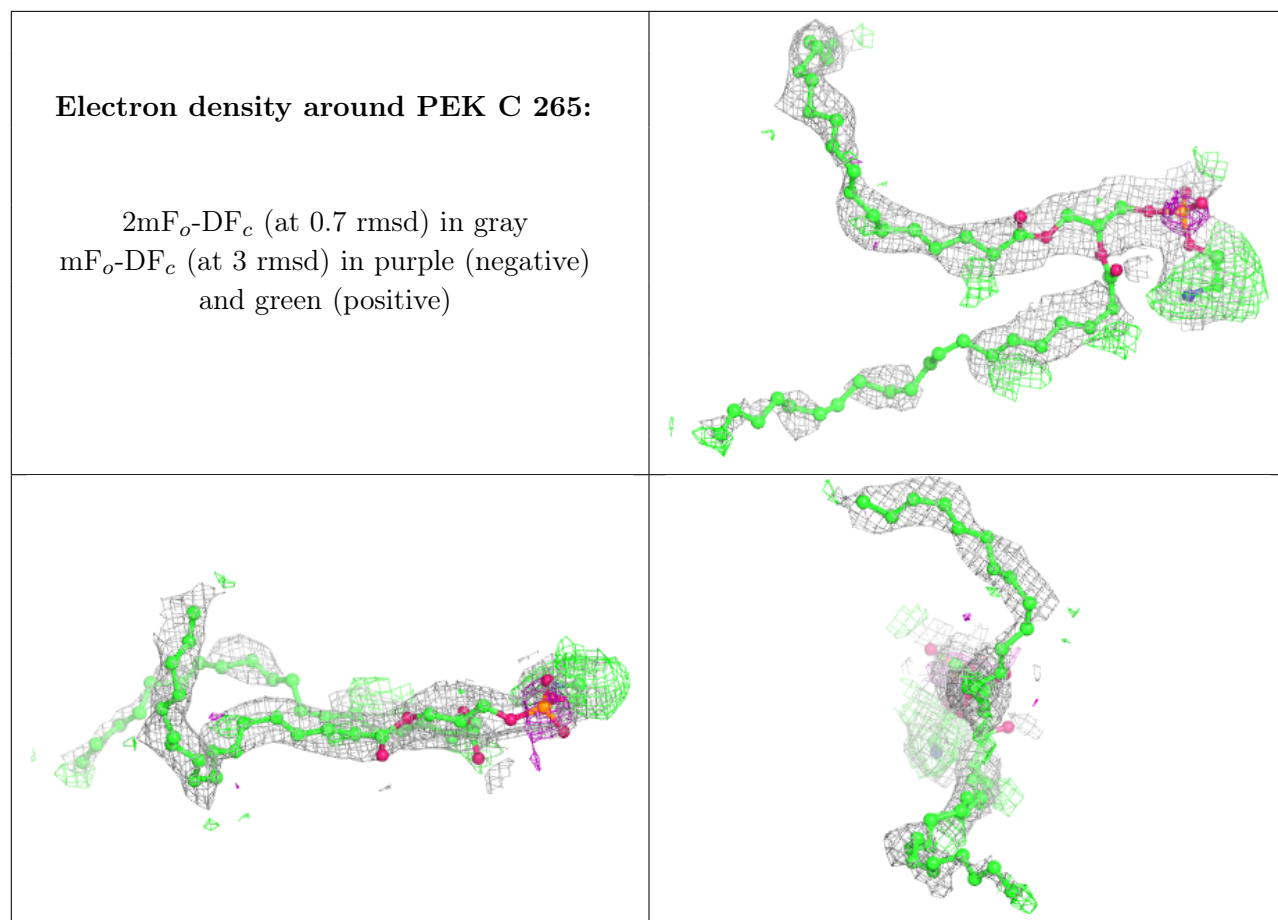 Electron density around PEK C 265:
2mFo-DFc (at 0.7 rmsd) in gray
mFo-DFc (at 3 rmsd) in purple (negative)
and green (positive)